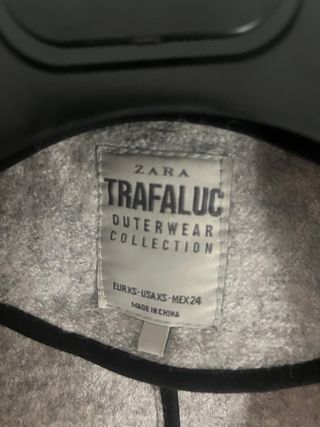 ZARA
TRAFALUC
OUTERWEAR
COLLECTION
EUR XS - USA XS - MEX 24
MADE IN CHINA